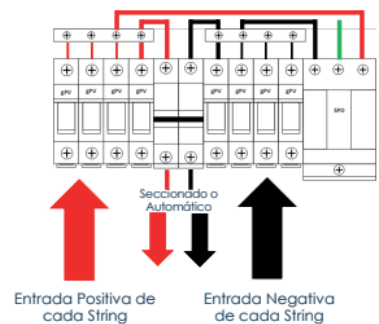 gPV gPV gPV gPV gPV gPV gPV gPV SPD
Seccionado o
Automático
Entrada Positiva de
cada String
Entrada Negativa
de cada String